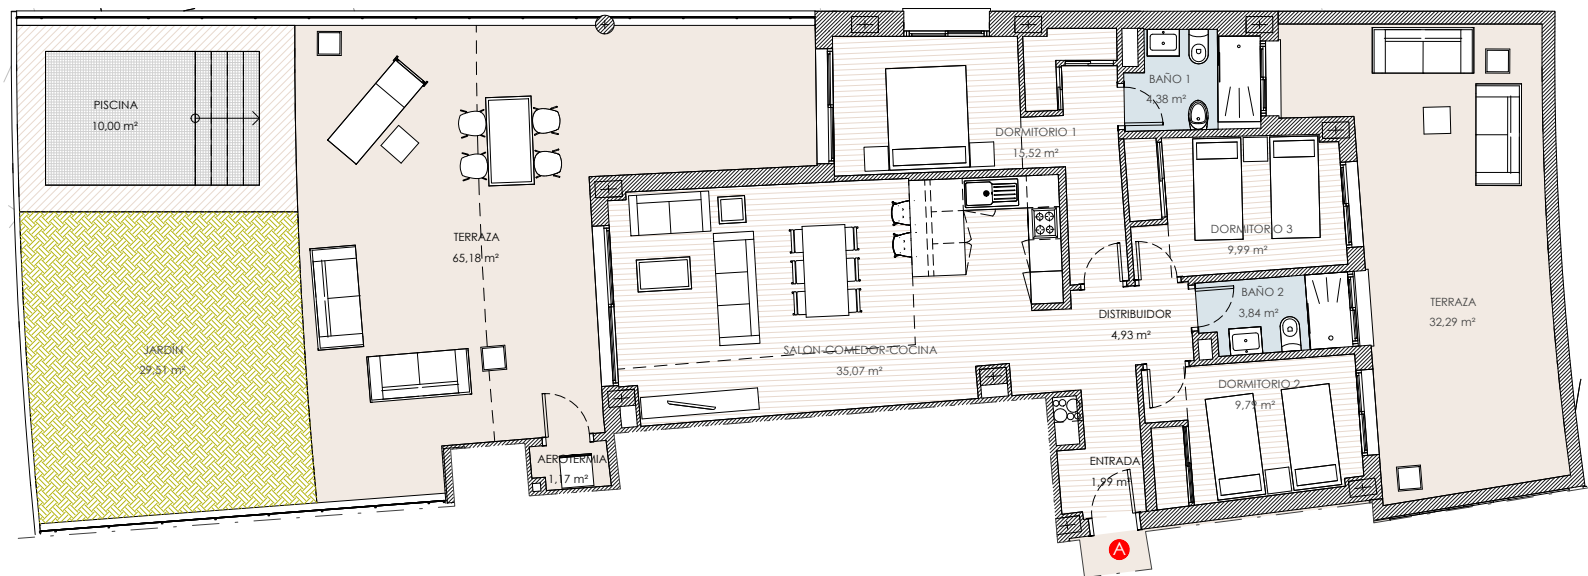 PISCINA
10,00 m²
JARDÍN
29,51 m²
TERRAZA
65,18 m²
AEROTERMIA
1,17 m²
SALON-COMEDOR-COCINA
35,07 m²
DORMITORIO 1
15,52 m²
BAÑO 1
4,38 m²
DORMITORIO 3
9,99 m²
DISTRIBUIDOR
4,93 m²
BAÑO 2
3,84 m²
DORMITORIO 2
9,79 m²
ENTRADA
1,99 m²
A
TERRAZA
32,29 m²